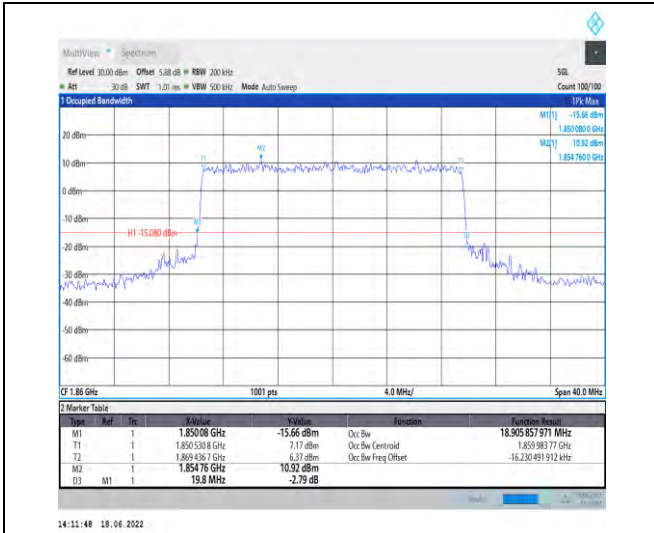 MultiView Spectrum
Ref Level 30.00 dBm Offset 5.88 dB RBW 200 kHz SGL
Att 30 dB SWT 1.01 ms VBW 500 kHz Mode Auto Sweep Count 100/100
1 Occupied Bandwidth 1Pk Max
M1[1] -15.66 dBm
1.850 080 0 GHz
M2[1] 10.92 dBm
1.854 760 0 GHz
20 dBm
M2
T1
T2
10 dBm
0 dBm
-10 dBm
M1
H1 -15.080 dBm
D3
-20 dBm
-30 dBm
-40 dBm
-50 dBm
-60 dBm
CF 1.86 GHz 1001 pts 4.0 MHz/ Span 40.0 MHz
2 Marker Table
Type Ref Trc X-Value Y-Value Function Function Result
M1 1 1.85008 GHz -15.66 dBm Occ Bw 18.905 857 971 MHz
T1 1 1.850 530 8 GHz 7.17 dBm Occ Bw Centroid 1.859 983 77 GHz
T2 1 1.869 436 7 GHz 6.37 dBm Occ Bw Freq Offset -16.230 491 912 kHz
M2 1 1.854 76 GHz 10.92 dBm
D3 M1 1 19.8 MHz -2.79 dB
14:11:48 18.06.2022